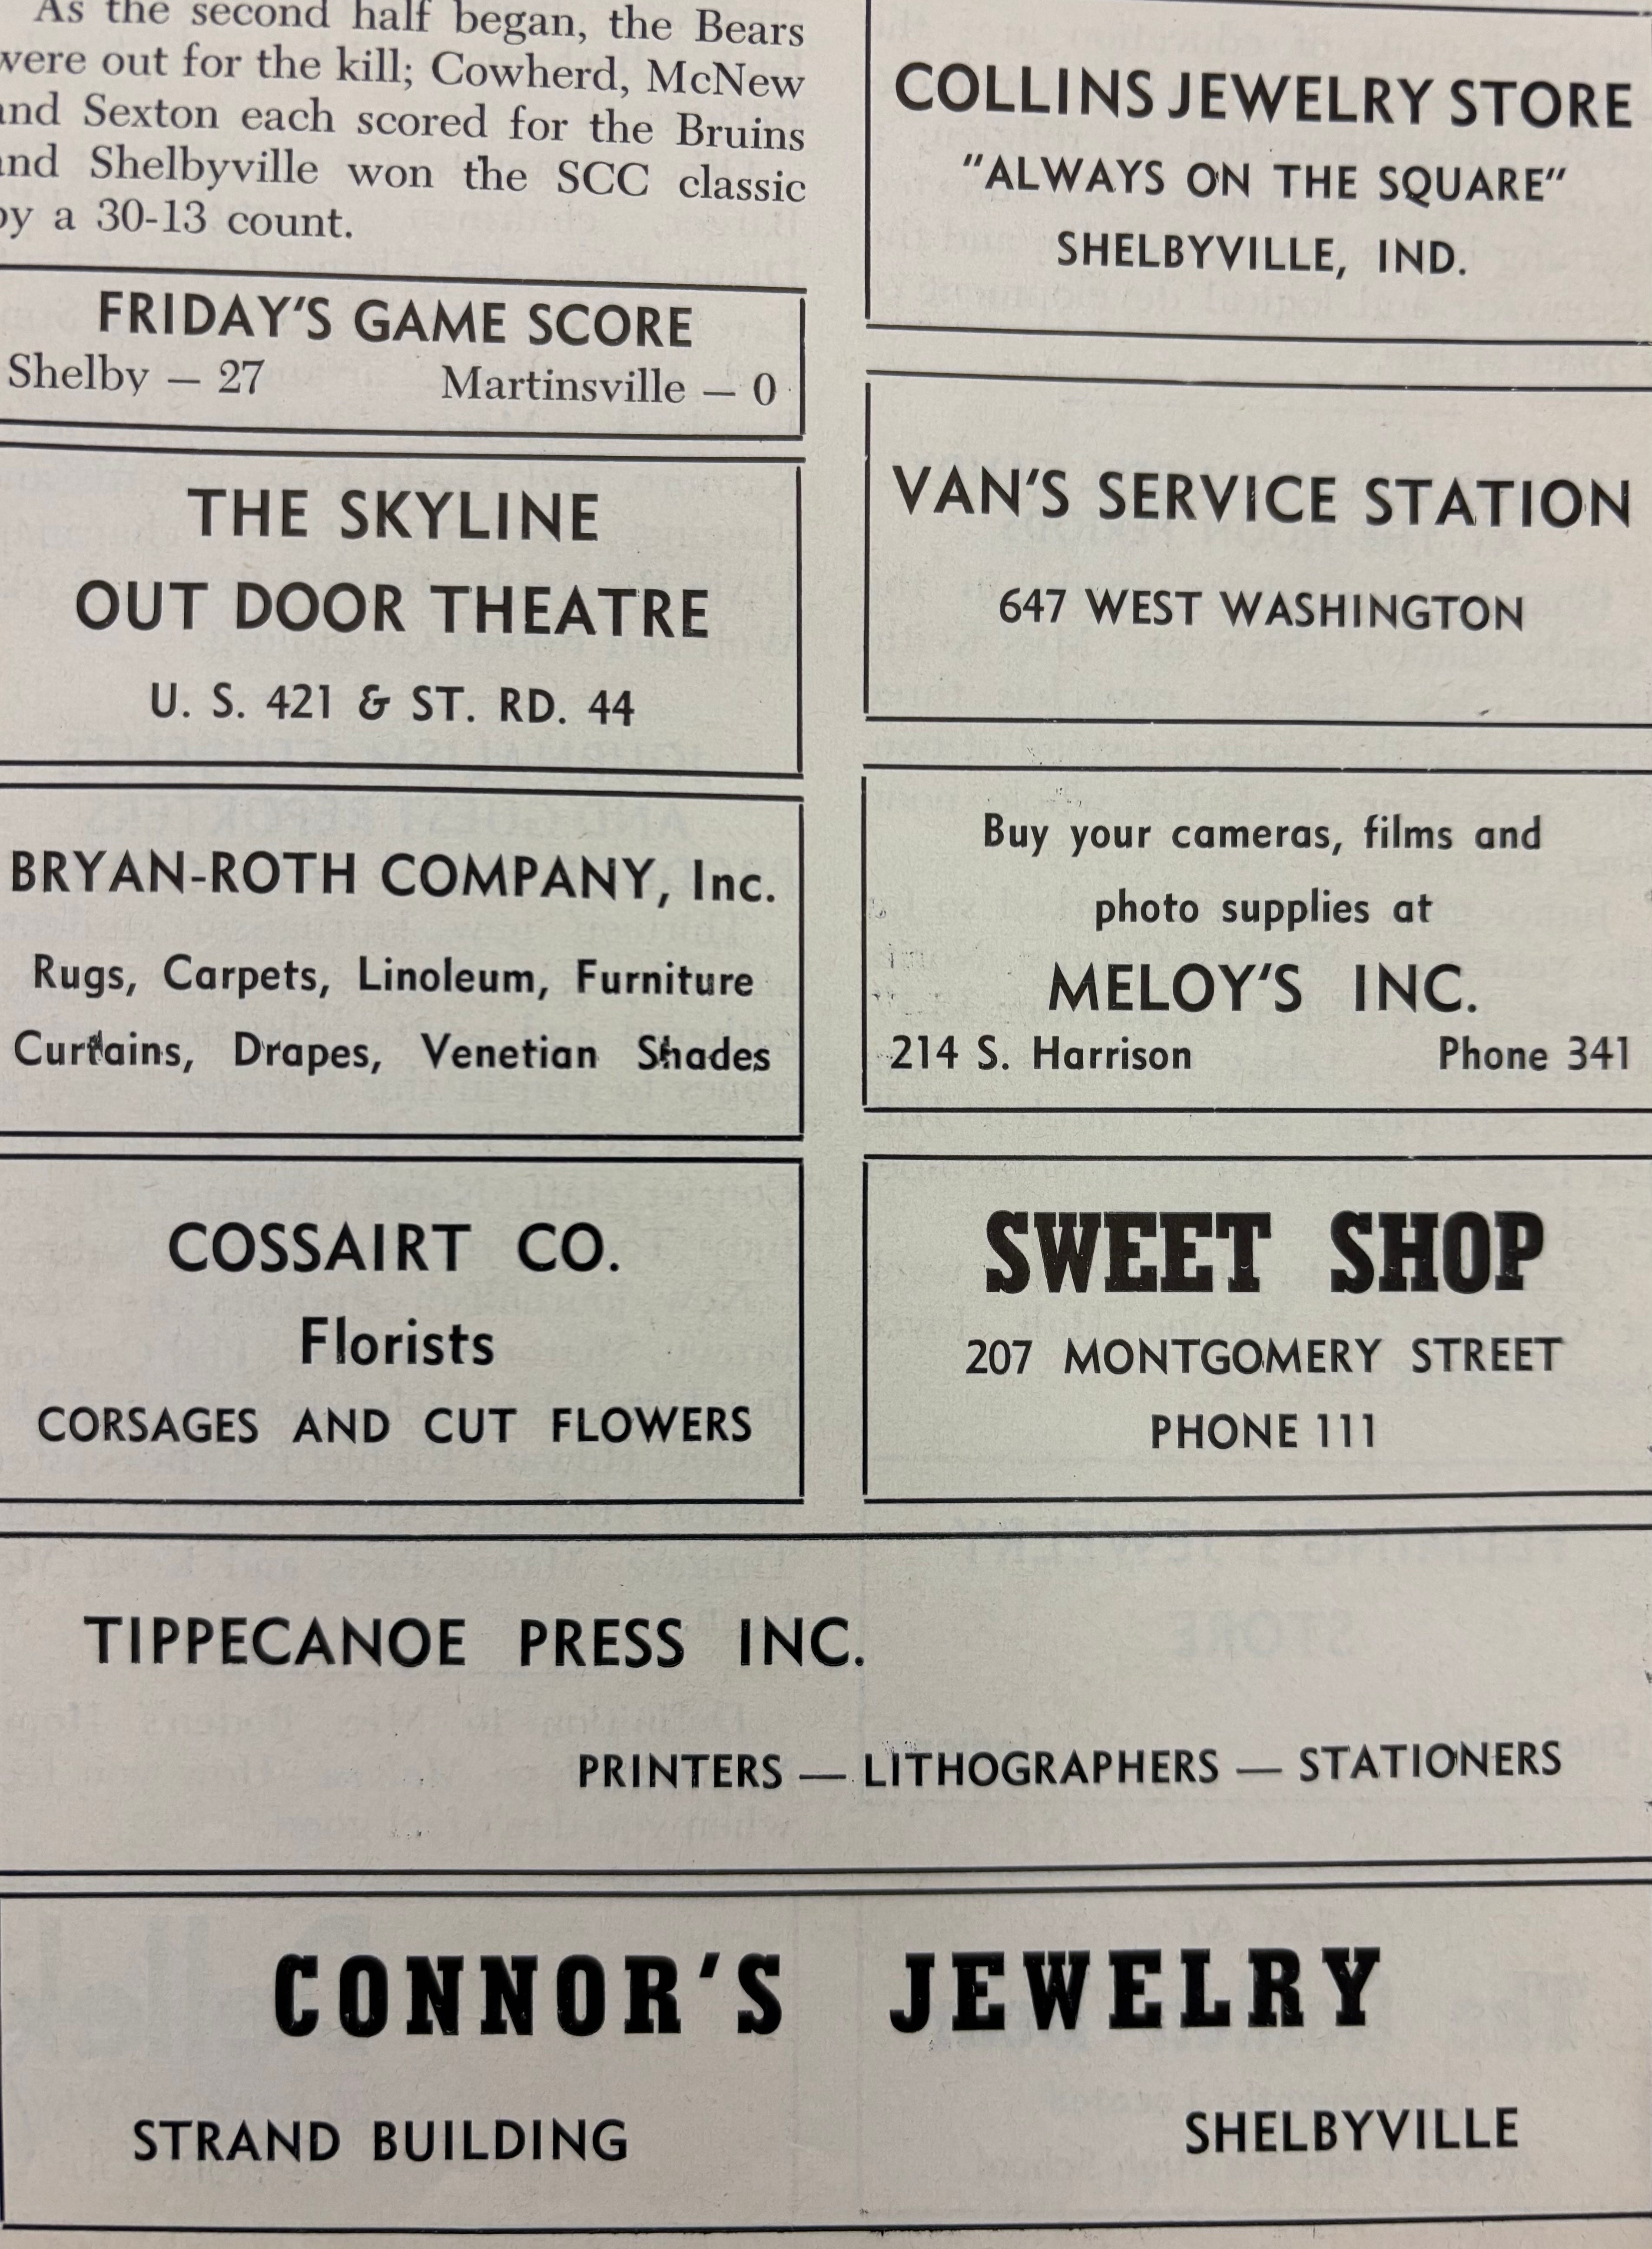 As the second half began, the Bears
were out for the kill; Cowherd, McNew
and Sexton each scored for the Bruins
and Shelbyville won the SCC classic
by a 30-13 count.
FRIDAY'S GAME SCORE
Shelby — 27 Martinsville — 0
THE SKYLINE
OUT DOOR THEATRE
U. S. 421 & ST. RD. 44
BRYAN-ROTH COMPANY, Inc.
Rugs, Carpets, Linoleum, Furniture
Curtains, Drapes, Venetian Shades
COSSAIRT CO.
Florists
CORSAGES AND CUT FLOWERS
COLLINS JEWELRY STORE
"ALWAYS ON THE SQUARE"
SHELBYVILLE, IND.
VAN'S SERVICE STATION
647 WEST WASHINGTON
Buy your cameras, films and
photo supplies at
MELOY'S INC.
214 S. Harrison Phone 341
SWEET SHOP
207 MONTGOMERY STREET
PHONE 111
TIPPECANOE PRESS INC.
PRINTERS — LITHOGRAPHERS — STATIONERS
CONNOR'S JEWELRY
STRAND BUILDING SHELBYVILLE